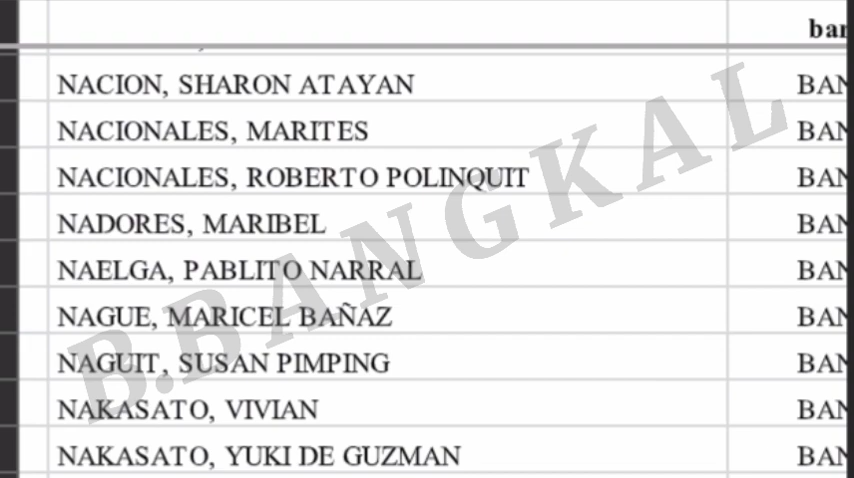 bar
NACION, SHARON ATAYAN BAN
NACIONALES, MARITES BAN
NACIONALES, ROBERTO POLINQUIT BAN
NADORES, MARIBEL BAN
NAELGA, PABLITO NARRAL BAN
NAGUE, MARICEL BAÑAZ BAN
NAGUIT, SUSAN PIMPING BAN
NAKASATO, VIVIAN BAN
NAKASATO, YUKI DE GUZMAN BAN
B.BANGKAL